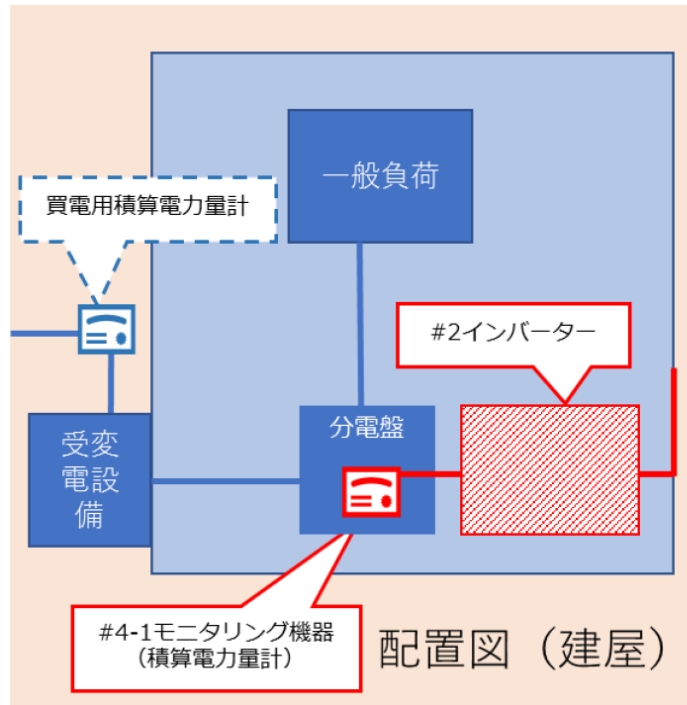 一般負荷
買電用積算電力量計
#2インバーター
分電盤
受変
電設
備
#4-1モニタリング機器
（積算電力量計）
配置図（建屋）